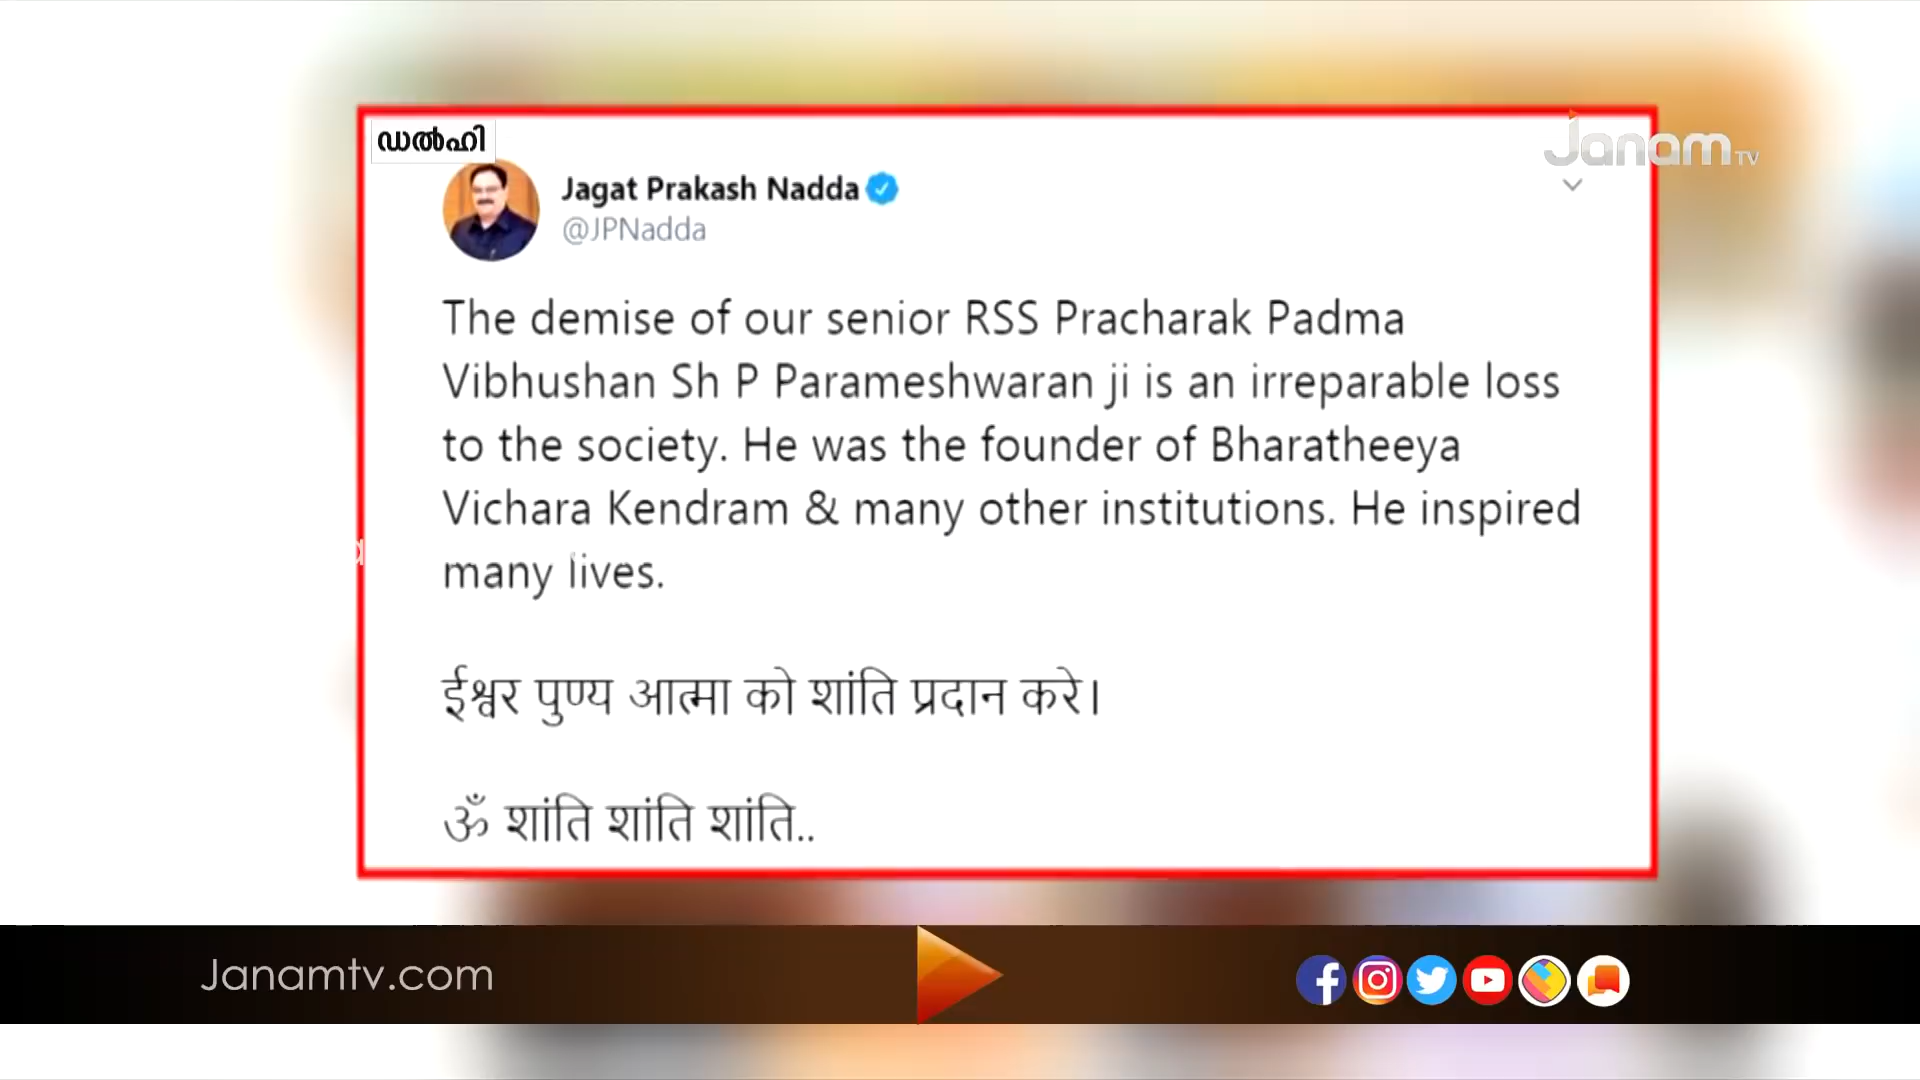 ഡൽഹി
Janam TV
Jagat Prakash Nadda
@JPNadda
The demise of our senior RSS Pracharak Padma
Vibhushan Sh P Parameshwaran ji is an irreparable loss
to the society. He was the founder of Bharatheeya
Vichara Kendram & many other institutions. He inspired
many lives.
ईश्वर पुण्य आत्मा को शांति प्रदान करे।
ॐ शांति शांति शांति..
Janamtv.com